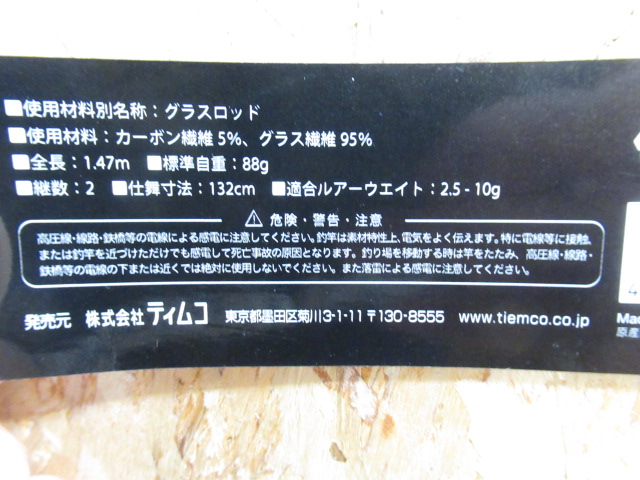 ■使用材料別名称：グラスロッド
■使用材料：カーボン繊維5%、グラス繊維95%
■全長：1.47m ■標準自重：88g
■継数：2 ■仕舞寸法：132cm ■適合ルアーウエイト：2.5-10g
⚠ 危険・警告・注意
高圧線・線路・鉄橋等の電線による感電に注意してください。釣竿は素材特性上、電気をよく伝えます。特に電線等に接触、
または釣竿を近づけただけでも感電して死亡事故の原因となります。釣り場を移動する時は竿をたたみ、高圧線・線路・
鉄橋等の電線の下または近くでは絶対に使用しないでください。また落雷による感電に注意してください。
発売元 株式会社ティムコ 東京都墨田区菊川3-1-11〒130-8555 www.tiemco.co.jp
4
Mad
原産